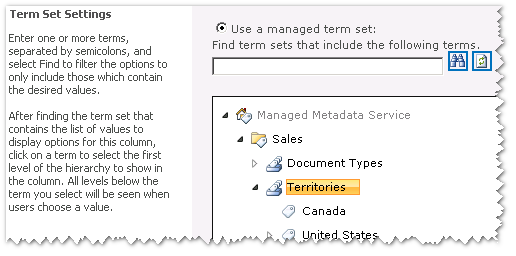 Term Set Settings
Enter one or more terms,
separated by semicolons, and
select Find to filter the options to
only include those which contain
the desired values.
After finding the term set that
contains the list of values to
display options for this column,
click on a term to select the first
level of the hierarchy to show in
the column. All levels below the
term you select will be seen when
users choose a value.
Use a managed term set:
Find term sets that include the following terms.
Managed Metadata Service
Sales
Document Types
Territories
Canada
United States